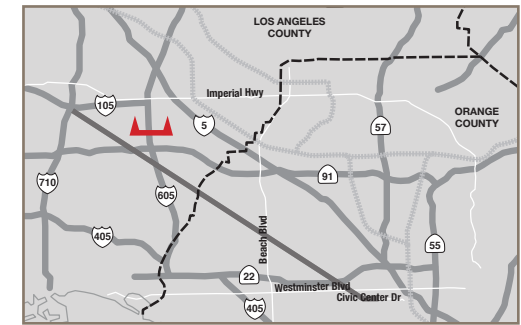 LOS ANGELES
COUNTY
Imperial Hwy
105
5
57
ORANGE
COUNTY
91
710
605
405
Beach Blvd
55
22
Westminster Blvd
Civic Center Dr
405